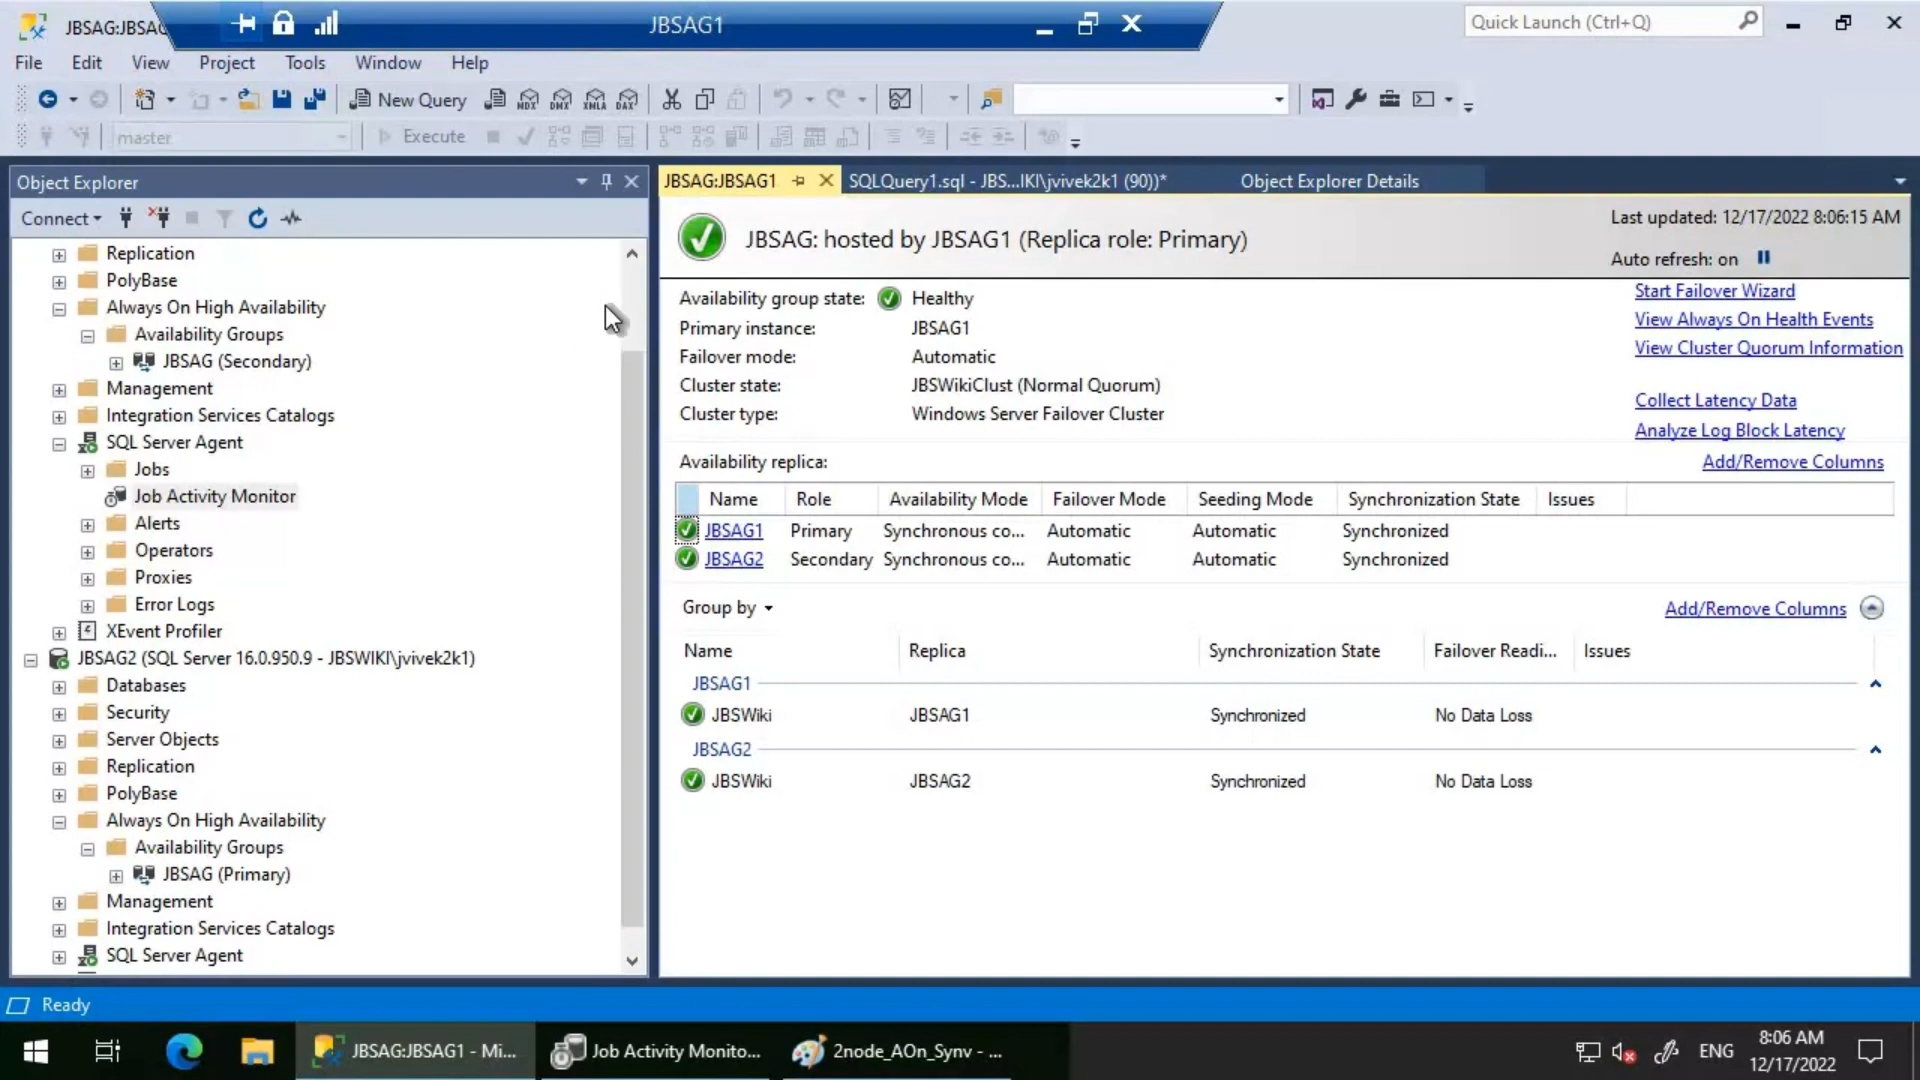 JBSAG:JBSAG
JBSAG1
Quick Launch (Ctrl+Q)
File Edit View Project Tools Window Help
New Query
MDX DMX XMLA DAX
master
Execute
Object Explorer
Connect
Replication
PolyBase
Always On High Availability
Availability Groups
JBSAG (Secondary)
Management
Integration Services Catalogs
SQL Server Agent
Jobs
Job Activity Monitor
Alerts
Operators
Proxies
Error Logs
XEvent Profiler
JBSAG2 (SQL Server 16.0.950.9 - JBSWIKI\jvivek2k1)
Databases
Security
Server Objects
Replication
PolyBase
Always On High Availability
Availability Groups
JBSAG (Primary)
Management
Integration Services Catalogs
SQL Server Agent
JBSAG:JBSAG1
SQLQuery1.sql - JBS...IKI\jvivek2k1 (90))*
Object Explorer Details
JBSAG: hosted by JBSAG1 (Replica role: Primary)
Last updated: 12/17/2022 8:06:15 AM
Auto refresh: on
Availability group state: Healthy
Primary instance: JBSAG1
Failover mode: Automatic
Cluster state: JBSWikiClust (Normal Quorum)
Cluster type: Windows Server Failover Cluster
Start Failover Wizard
View Always On Health Events
View Cluster Quorum Information
Collect Latency Data
Analyze Log Block Latency
Availability replica:
Add/Remove Columns
Name Role Availability Mode Failover Mode Seeding Mode Synchronization State Issues
JBSAG1 Primary Synchronous co... Automatic Automatic Synchronized
JBSAG2 Secondary Synchronous co... Automatic Automatic Synchronized
Group by
Add/Remove Columns
Name Replica Synchronization State Failover Readi... Issues
JBSAG1
JBSWiki JBSAG1 Synchronized No Data Loss
JBSAG2
JBSWiki JBSAG2 Synchronized No Data Loss
Ready
JBSAG:JBSAG1 - Mi...
Job Activity Monito...
2node_AOn_Synv - ...
ENG
8:06 AM
12/17/2022